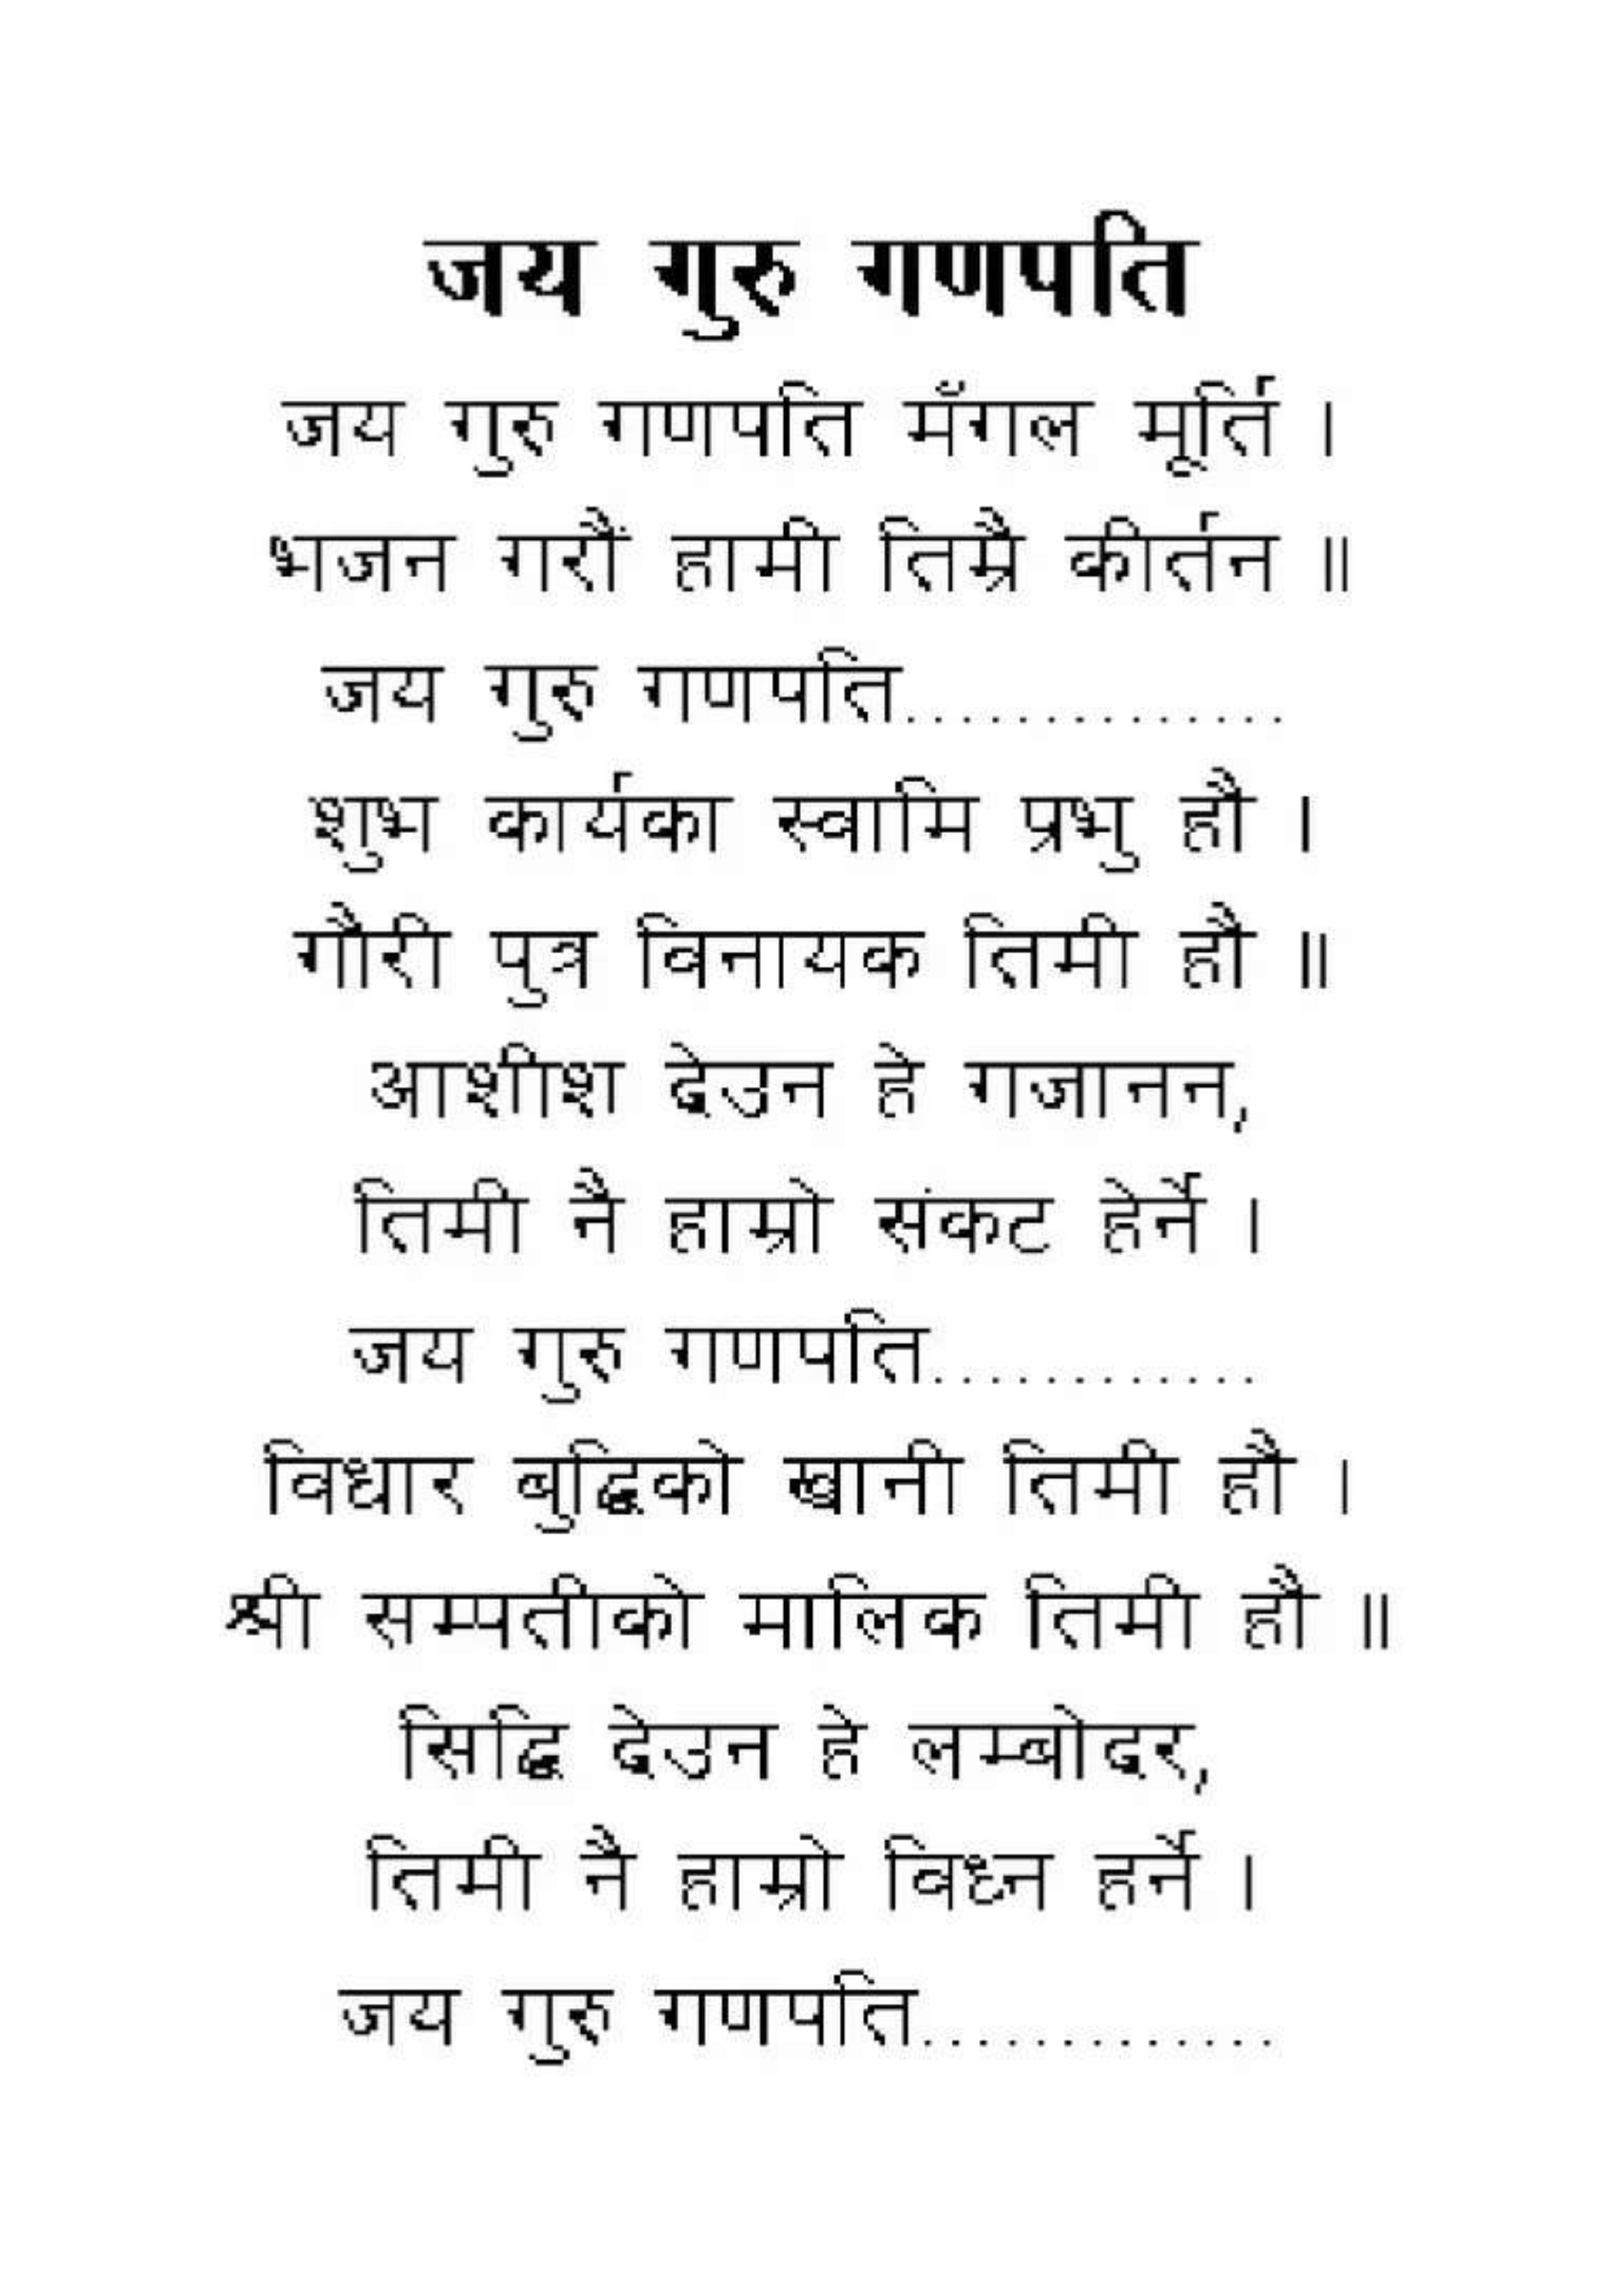 जय गुरु गणपति
जय गुरु गणपति मँगल मूर्ति ।
भजन गरौं हामी तिम्रै कीर्तन ॥
जय गुरु गणपति..............
शुभ कार्यका स्वामि प्रभु हौ ।
गौरी पुत्र विनायक तिमी हौ ॥
आशीश देउन हे गजानन,
तिमी नै हाम्रो संकट हेर्ने ।
जय गुरु गणपति............
विधार बुद्धिको खानी तिमी हौ ।
श्री सम्पतीको मालिक तिमी हौ ॥
सिद्धि देउन हे लम्बोदर,
तिमी नै हाम्रो विध्न हर्ने ।
जय गुरु गणपति.............